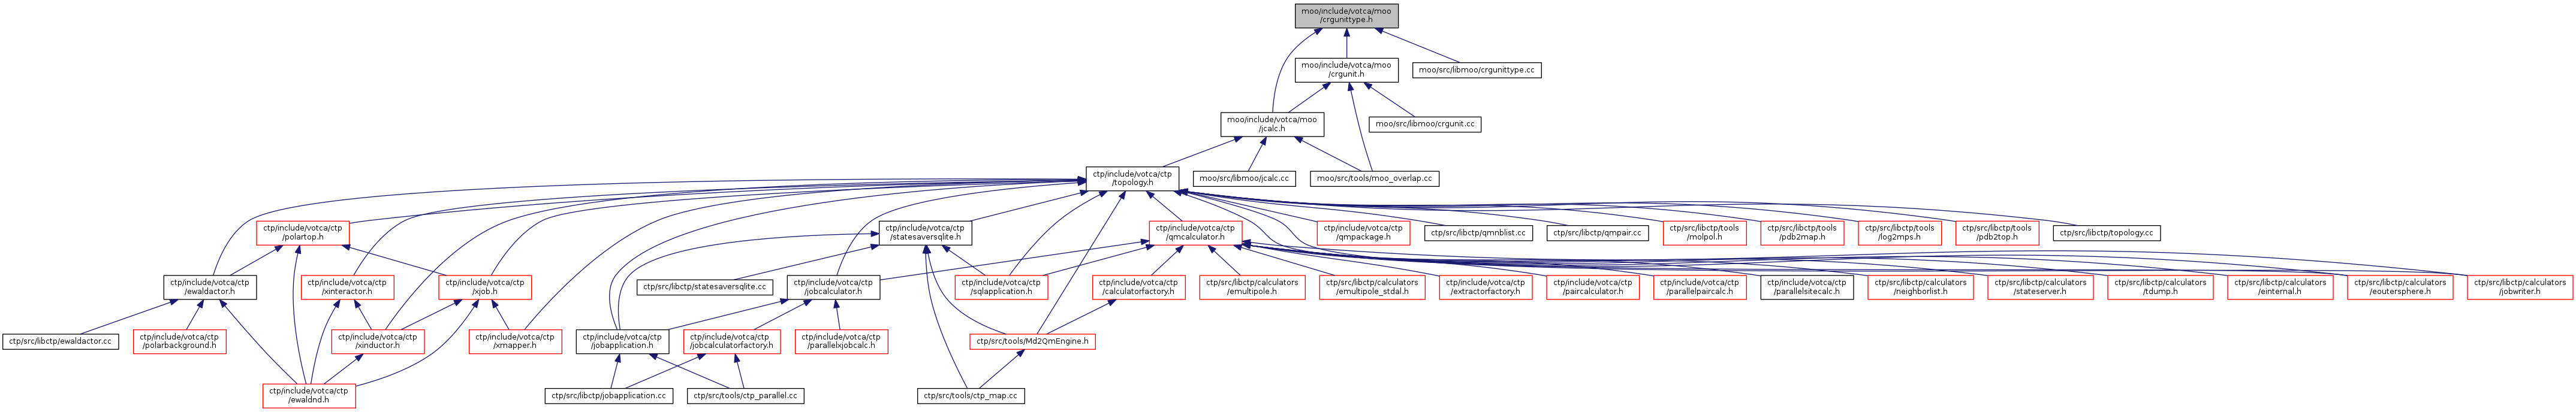 moo/include/votca/moo
/crgunittype.h
moo/include/votca/moo
/crgunit.h
moo/src/libmoo/crgunittype.cc
moo/include/votca/moo
/jcalc.h
moo/src/libmoo/crgunit.cc
ctp/include/votca/ctp
/topology.h
moo/src/libmoo/jcalc.cc
moo/src/tools/moo_overlap.cc
ctp/include/votca/ctp
/polartop.h
ctp/include/votca/ctp
/statesaversqlite.h
ctp/include/votca/ctp
/qmcalculator.h
ctp/include/votca/ctp
/qmpackage.h
ctp/src/libctp/qmnblist.cc
ctp/src/libctp/qmpair.cc
ctp/src/libctp/tools
/molpol.h
ctp/src/libctp/tools
/pdb2map.h
ctp/src/libctp/tools
/log2mps.h
ctp/src/libctp/tools
/pdb2top.h
ctp/src/libctp/topology.cc
ctp/include/votca/ctp
/ewaldactor.h
ctp/include/votca/ctp
/xinteractor.h
ctp/include/votca/ctp
/xjob.h
ctp/src/libctp/statesaversqlite.cc
ctp/include/votca/ctp
/jobcalculator.h
ctp/include/votca/ctp
/sqlapplication.h
ctp/include/votca/ctp
/calculatorfactory.h
ctp/src/libctp/calculators
/emultipole.h
ctp/src/libctp/calculators
/emultipole_stdal.h
ctp/include/votca/ctp
/extractorfactory.h
ctp/include/votca/ctp
/paircalculator.h
ctp/include/votca/ctp
/parallelpaircalc.h
ctp/include/votca/ctp
/parallelsitecalc.h
ctp/src/libctp/calculators
/neighborlist.h
ctp/src/libctp/calculators
/stateserver.h
ctp/src/libctp/calculators
/tdump.h
ctp/src/libctp/calculators
/einternal.h
ctp/src/libctp/calculators
/eoutersphere.h
ctp/src/libctp/calculators
/jobwriter.h
ctp/src/libctp/ewaldactor.cc
ctp/include/votca/ctp
/polarbackground.h
ctp/include/votca/ctp
/xinductor.h
ctp/include/votca/ctp
/xmapper.h
ctp/include/votca/ctp
/jobapplication.h
ctp/include/votca/ctp
/jobcalculatorfactory.h
ctp/include/votca/ctp
/parallelxjobcalc.h
ctp/src/tools/Md2QmEngine.h
ctp/include/votca/ctp
/ewaldnd.h
ctp/src/libctp/jobapplication.cc
ctp/src/tools/ctp_parallel.cc
ctp/src/tools/ctp_map.cc